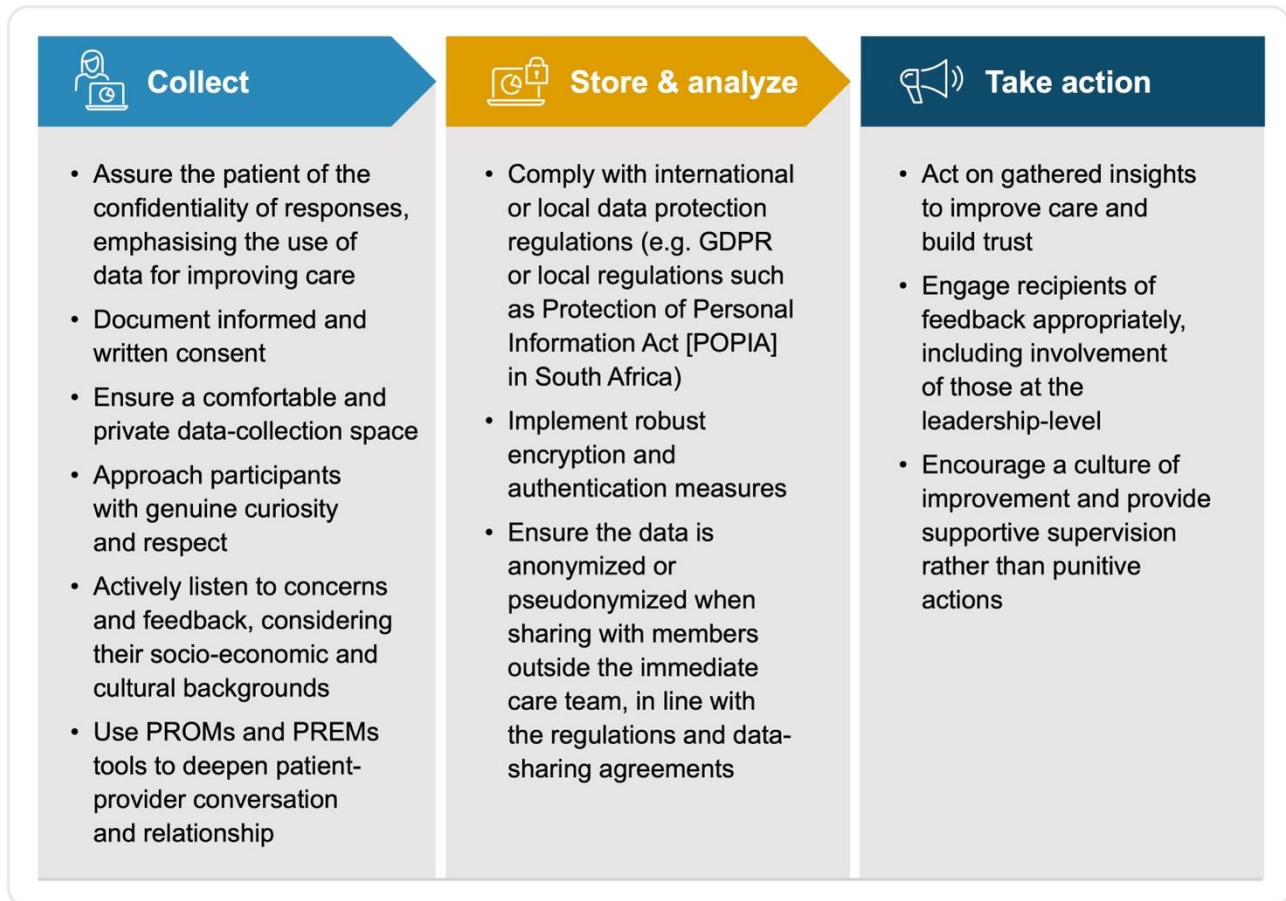 Collect
• Assure the patient of the
confidentiality of responses,
emphasising the use of
data for improving care
• Document informed and
written consent
• Ensure a comfortable and
private data-collection space
• Approach participants
with genuine curiosity
and respect
• Actively listen to concerns
and feedback, considering
their socio-economic and
cultural backgrounds
• Use PROMs and PREMs
tools to deepen patient-
provider conversation
and relationship
Store & analyze
• Comply with international
or local data protection
regulations (e.g. GDPR
or local regulations such
as Protection of Personal
Information Act [POPIA]
in South Africa)
• Implement robust
encryption and
authentication measures
• Ensure the data is
anonymized or
pseudonymized when
sharing with members
outside the immediate
care team, in line with
the regulations and data-
sharing agreements
Take action
• Act on gathered insights
to improve care and
build trust
• Engage recipients of
feedback appropriately,
including involvement
of those at the
leadership-level
• Encourage a culture of
improvement and provide
supportive supervision
rather than punitive
actions